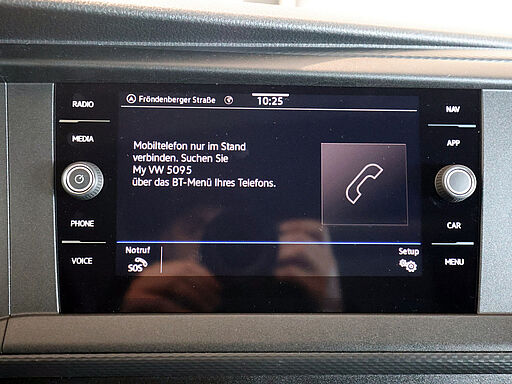 RADIO
MEDIA
PHONE
VOICE
Fröndenberger Straße
10:25
Mobiltelefon nur im Stand
verbinden. Suchen Sie
My VW 5095
über das BT-Menü Ihres Telefons.
Notruf
SOS
Setup
NAV
APP
CAR
MENU